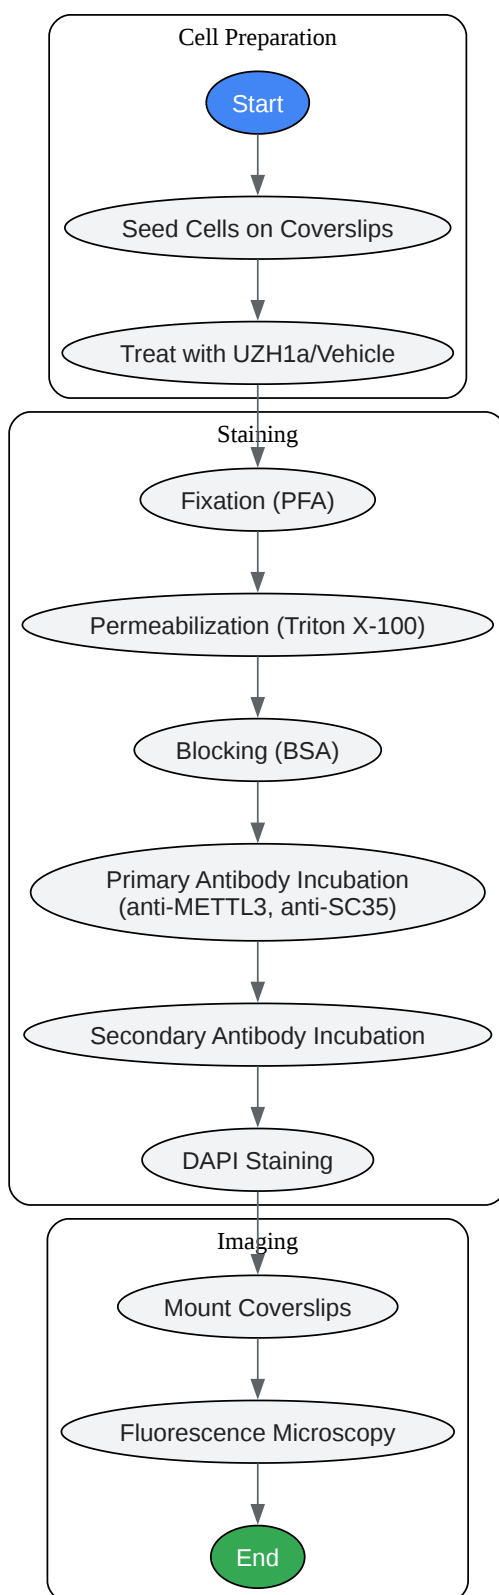 Cell Preparation
Start
Seed Cells on Coverslips
Treat with UZH1a/Vehicle
Staining
Fixation (PFA)
Permeabilization (Triton X-100)
Blocking (BSA)
Primary Antibody Incubation
(anti-METTL3, anti-SC35)
Secondary Antibody Incubation
DAPI Staining
Imaging
Mount Coverslips
Fluorescence Microscopy
End